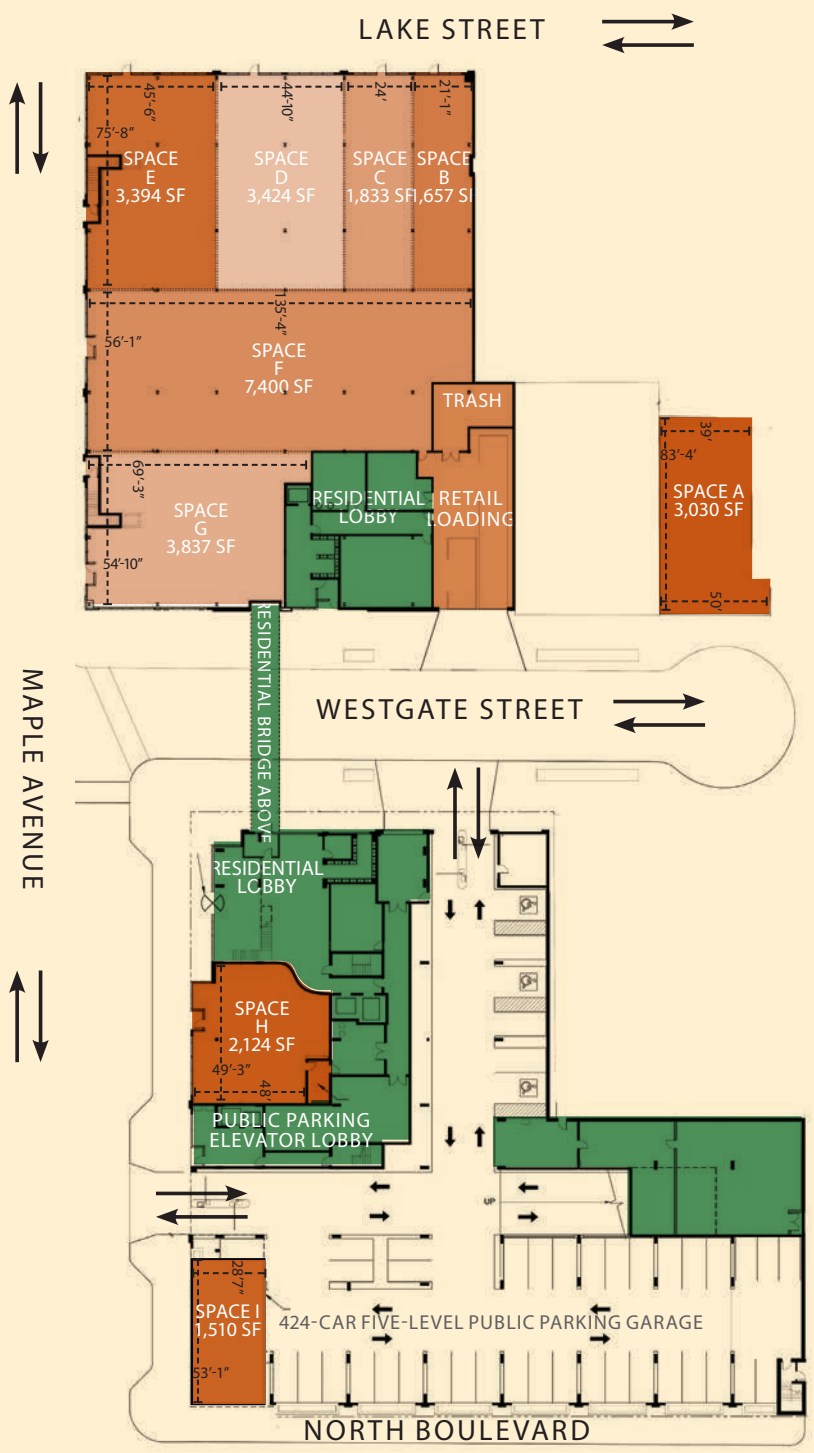 LAKE STREET
45'-6"
44'-10"
24'
21'-1"
75'-8"
SPACE
E
3,394 SF
SPACE
D
3,424 SF
SPACE
C
1,833 SF
SPACE
B
1,657 SF
135'-4"
56'-1"
SPACE
F
7,400 SF
TRASH
69'-3"
SPACE
G
3,837 SF
54'-10"
RESIDENTIAL
LOBBY
RETAIL
LOADING
39'
83'-4'
SPACE A
3,030 SF
50'
RESIDENTIAL BRIDGE ABOVE
MAPLE AVENUE
WESTGATE STREET
RESIDENTIAL
LOBBY
SPACE
H
2,124 SF
49'-3"
48'
PUBLIC PARKING
ELEVATOR LOBBY
UP
28'7"
SPACE I
1,510 SF
53'-1"
424-CAR FIVE-LEVEL PUBLIC PARKING GARAGE
NORTH BOULEVARD